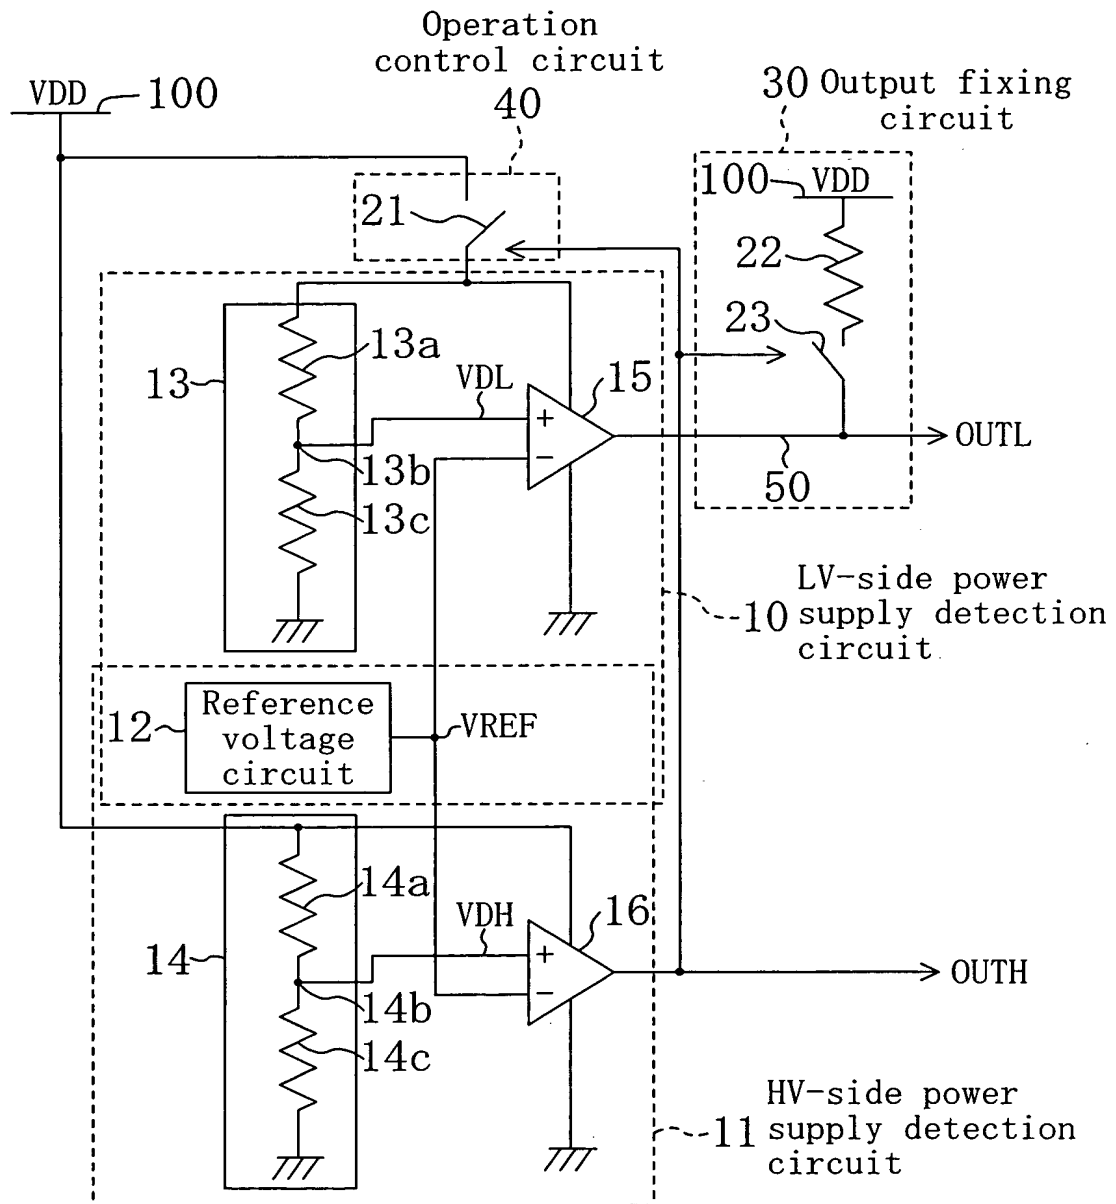 Operation
control circuit
40
VDD 100
30 Output fixing
circuit
100 VDD
21
22
23
13a
13
VDL
15
+
−
OUTL
13b
50
13c
LV-side power
10 supply detection
circuit
12
Reference
voltage
circuit
VREF
14a
VDH
16
14
+
−
OUTH
14b
14c
HV-side power
11 supply detection
circuit